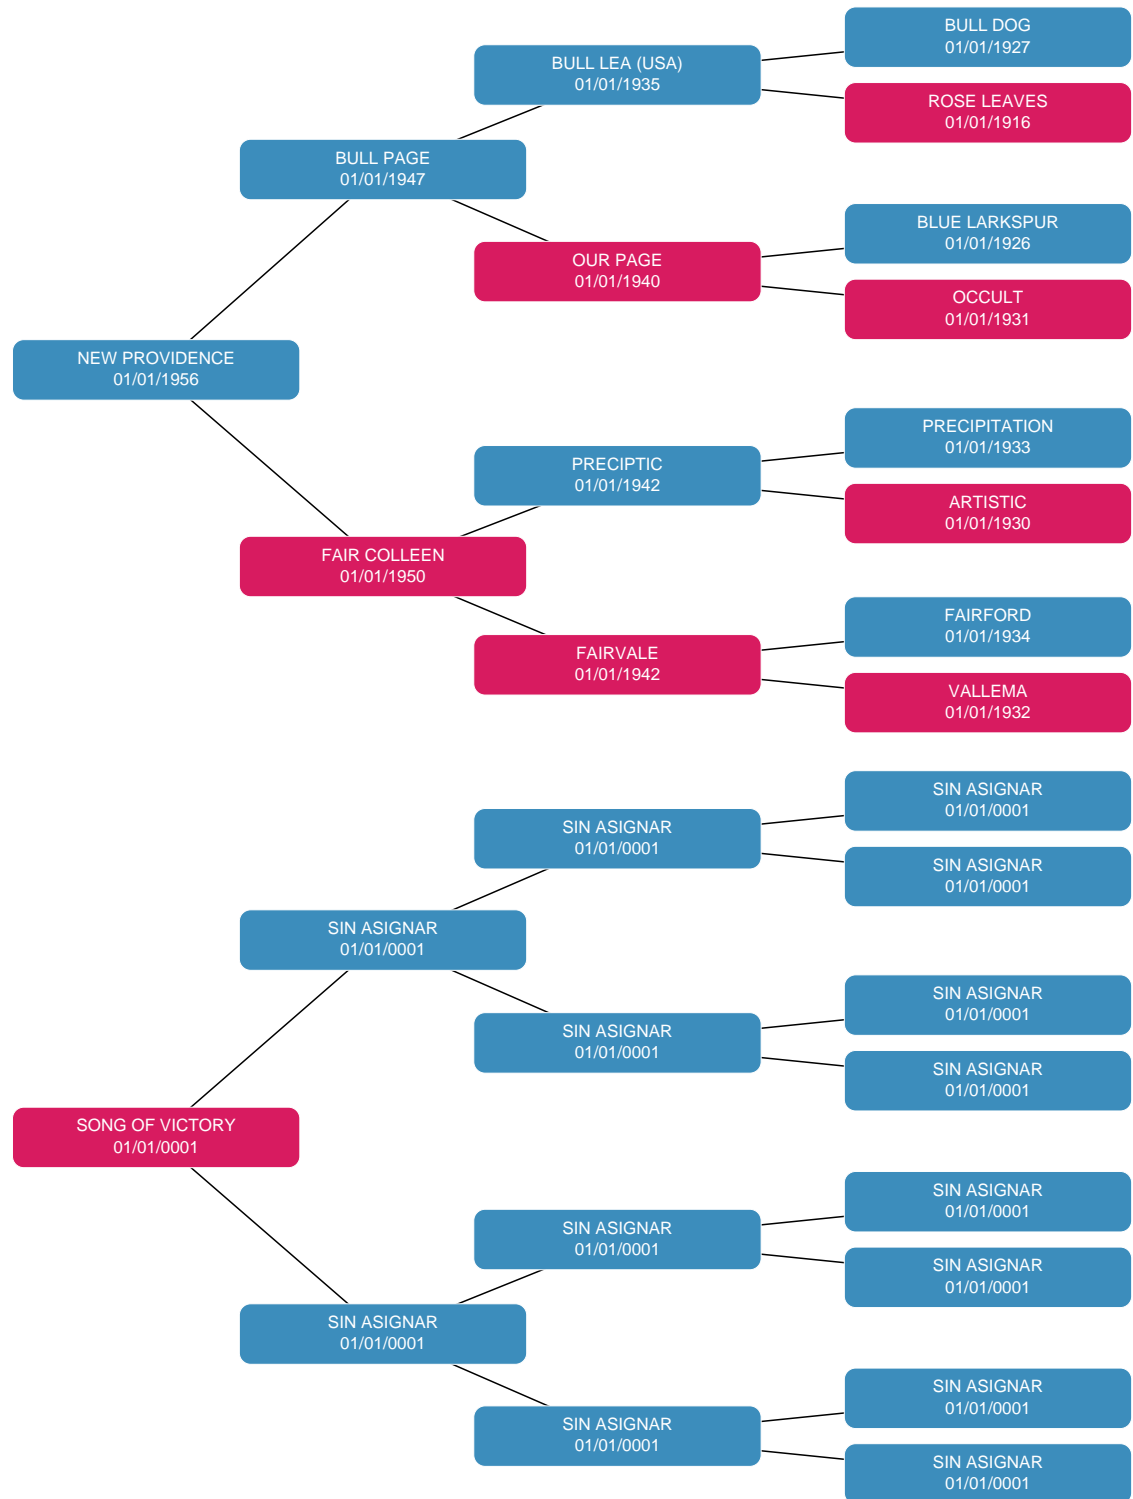 BULL DOG
01/01/1927
BULL LEA (USA)
01/01/1935
ROSE LEAVES
01/01/1916
BULL PAGE
01/01/1947
BLUE LARKSPUR
01/01/1926
OUR PAGE
01/01/1940
OCCULT
01/01/1931
NEW PROVIDENCE
01/01/1956
PRECIPITATION
01/01/1933
PRECIPTIC
01/01/1942
ARTISTIC
01/01/1930
FAIR COLLEEN
01/01/1950
FAIRFORD
01/01/1934
FAIRVALE
01/01/1942
VALLEMA
01/01/1932
SIN ASIGNAR
01/01/0001
SIN ASIGNAR
01/01/0001
SIN ASIGNAR
01/01/0001
SIN ASIGNAR
01/01/0001
SIN ASIGNAR
01/01/0001
SIN ASIGNAR
01/01/0001
SIN ASIGNAR
01/01/0001
SONG OF VICTORY
01/01/0001
SIN ASIGNAR
01/01/0001
SIN ASIGNAR
01/01/0001
SIN ASIGNAR
01/01/0001
SIN ASIGNAR
01/01/0001
SIN ASIGNAR
01/01/0001
SIN ASIGNAR
01/01/0001
SIN ASIGNAR
01/01/0001